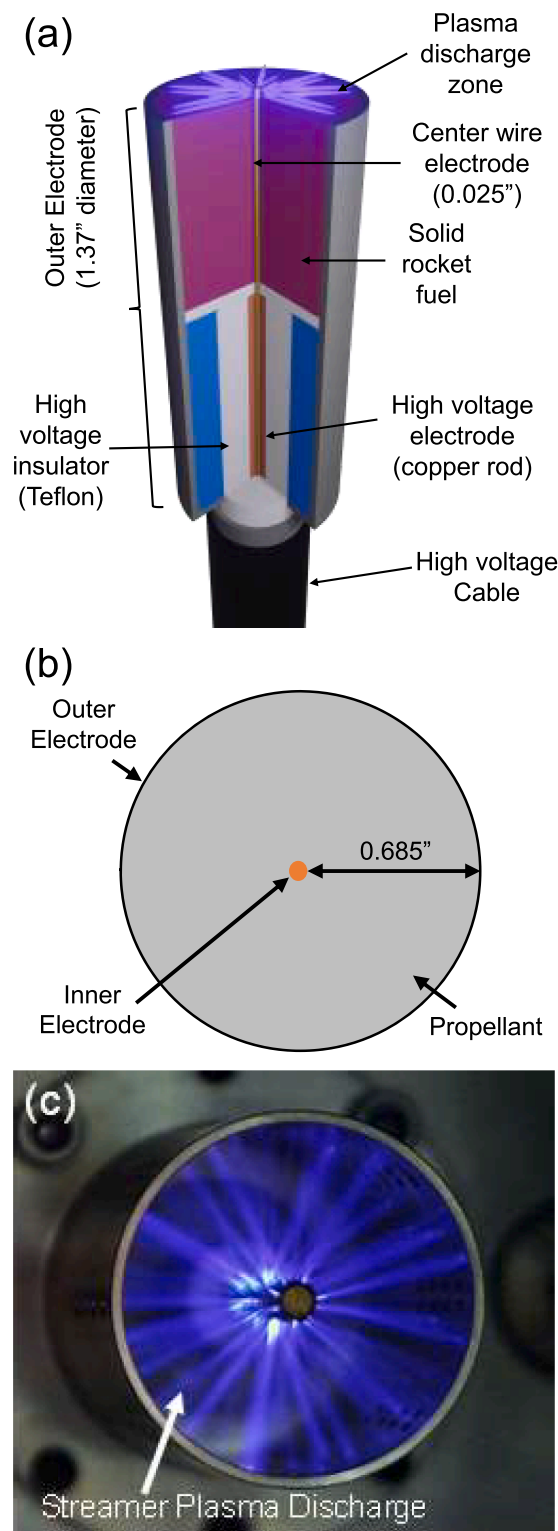 (a)
Plasma
discharge
zone
Outer Electrode
(1.37” diameter)
Center wire
electrode
(0.025”)
Solid
rocket
fuel
High
voltage
insulator
(Teflon)
High voltage
electrode
(copper rod)
High voltage
Cable
(b)
Outer
Electrode
0.685”
Inner
Electrode
Propellant
(c)
Streamer Plasma Discharge